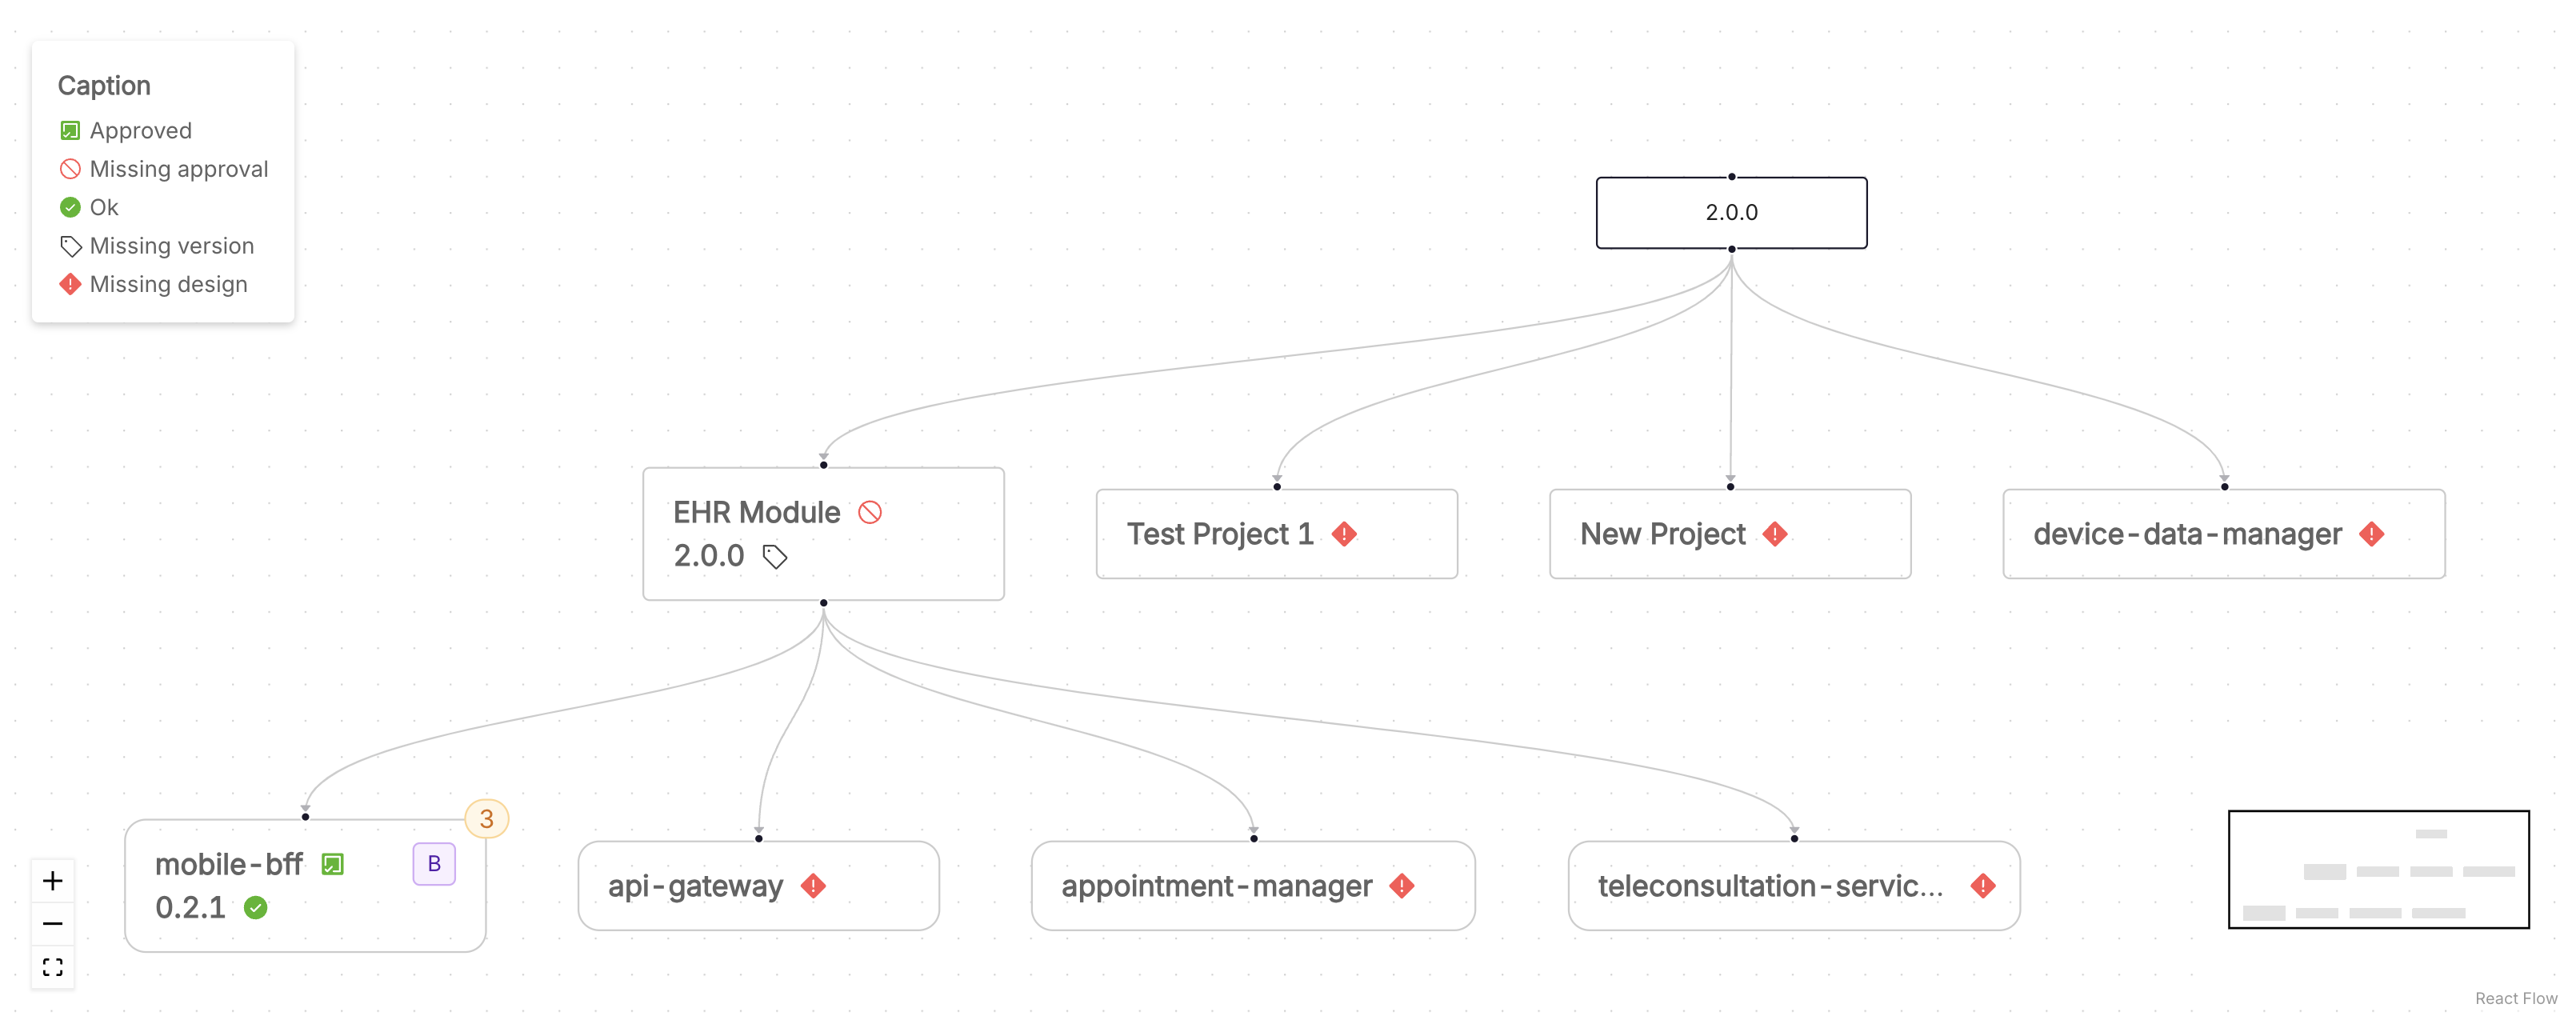 Caption
Approved
Missing approval
Ok
Missing version
Missing design
2.0.0
EHR Module
2.0.0
Test Project 1
New Project
device-data-manager
3
mobile-bff
B
0.2.1
api-gateway
appointment-manager
teleconsultation-servic...
React Flow